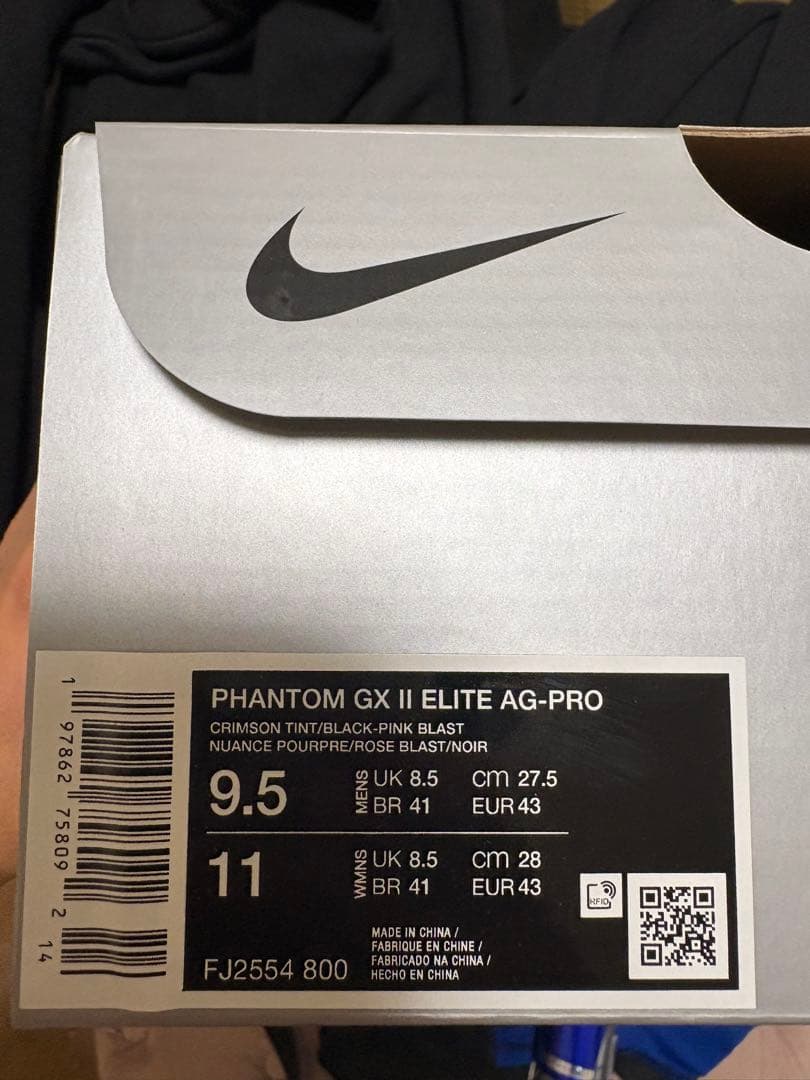 PHANTOM GX II ELITE AG-PRO
CRIMSON TINT/BLACK-PINK BLAST
NUANCE POURPRE/ROSE BLAST/NOIR
9.5 MENS UK 8.5 cm 27.5
BR 41 EUR 43
11 WMNS UK 8.5 cm 28
BR 41 EUR 43
RFID
MADE IN CHINA /
FABRIQUE EN CHINE /
FABRICADO NA CHINA /
HECHO EN CHINA
FJ2554 800
1 97862 75809 2 14